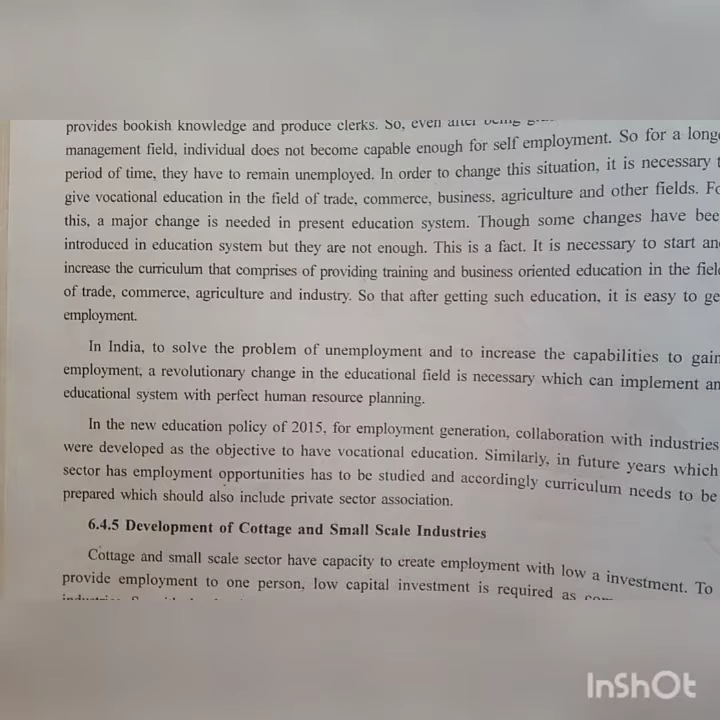 provides bookish knowledge and produce clerks. So, even after being
management field, individual does not become capable enough for self employment. So for a longe
period of time, they have to remain unemployed. In order to change this situation, it is necessary t
give vocational education in the field of trade, commerce, business, agriculture and other fields. Fo
this, a major change is needed in present education system. Though some changes have bee
introduced in education system but they are not enough. This is a fact. It is necessary to start an
increase the curriculum that comprises of providing training and business oriented education in the fiel
of trade, commerce, agriculture and industry. So that after getting such education, it is easy to ge
employment.
In India, to solve the problem of unemployment and to increase the capabilities to gain
employment, a revolutionary change in the educational field is necessary which can implement an
educational system with perfect human resource planning.
In the new education policy of 2015, for employment generation, collaboration with industries
were developed as the objective to have vocational education. Similarly, in future years which
sector has employment opportunities has to be studied and accordingly curriculum needs to be
prepared which should also include private sector association.
6.4.5 Development of Cottage and Small Scale Industries
Cottage and small scale sector have capacity to create employment with low a investment. To
provide employment to one person, low capital investment is required as
InShOt